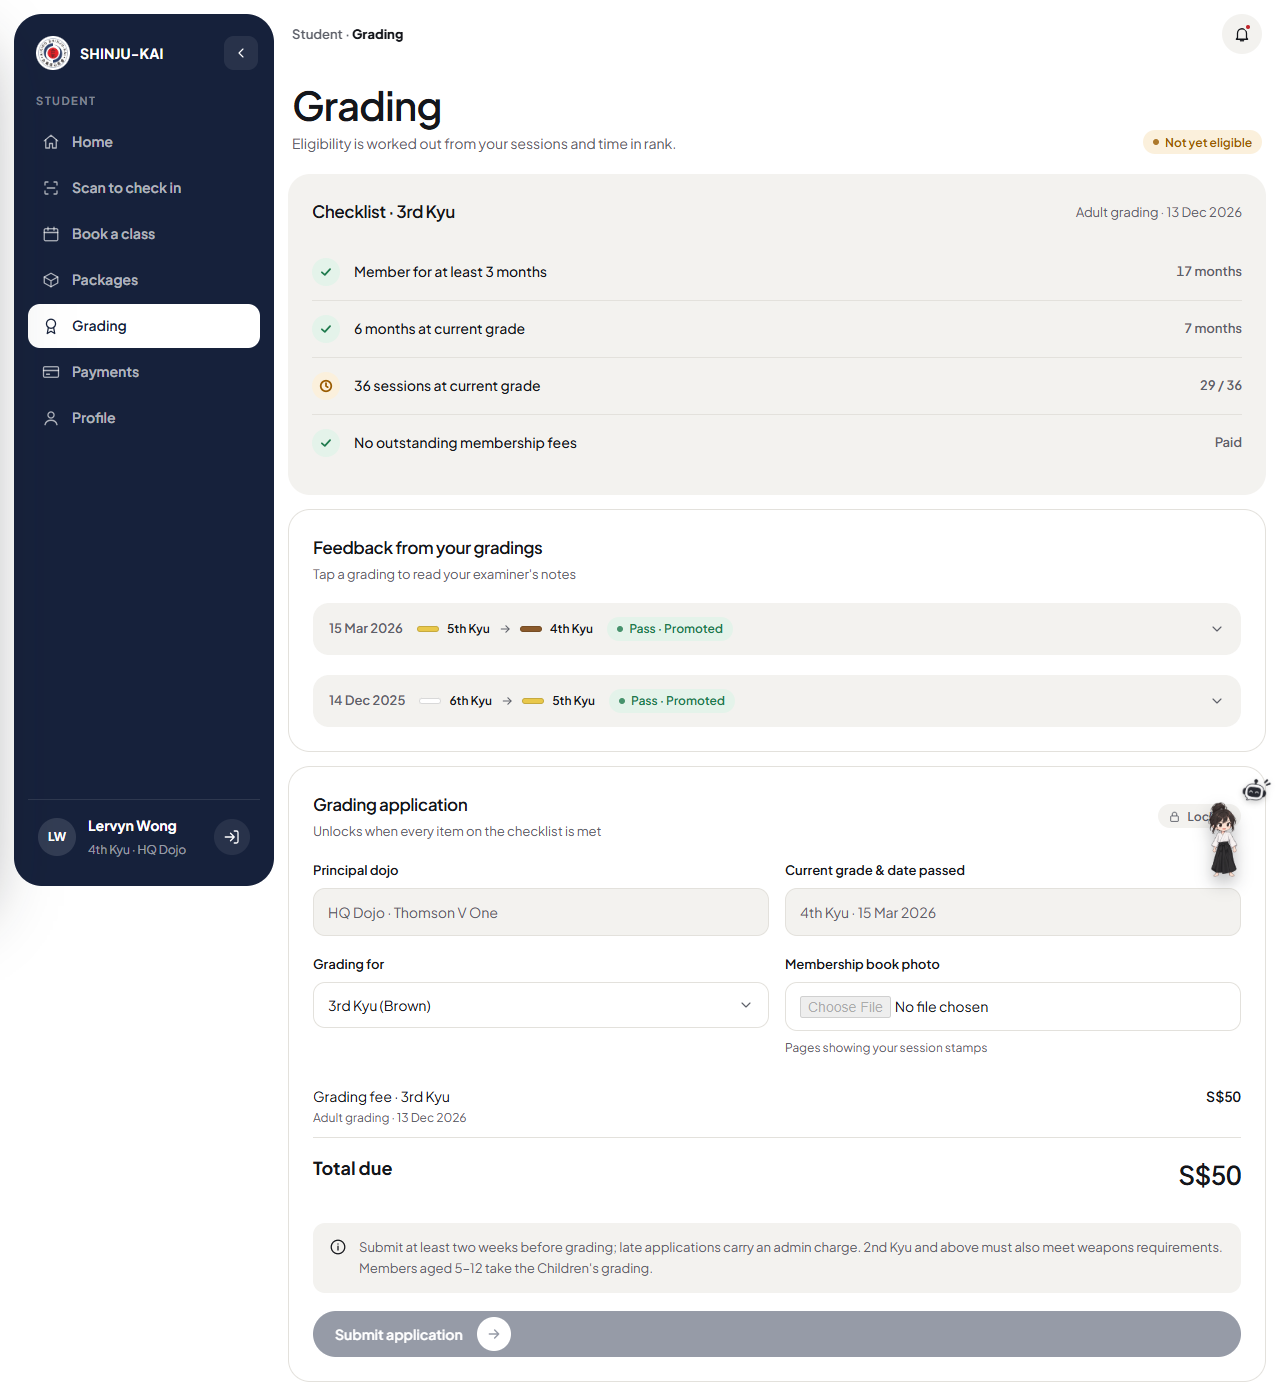 SHINJU-KAI
STUDENT
Home
Scan to check in
Book a class
Packages
Grading
Payments
Profile
LW
Lervyn Wong
4th Kyu · HQ Dojo
Student · Grading
Grading
Eligibility is worked out from your sessions and time in rank.
Not yet eligible
Checklist · 3rd Kyu
Adult grading · 13 Dec 2026
Member for at least 3 months
17 months
6 months at current grade
7 months
36 sessions at current grade
29 / 36
No outstanding membership fees
Paid
Feedback from your gradings
Tap a grading to read your examiner's notes
15 Mar 2026 5th Kyu → 4th Kyu Pass · Promoted
14 Dec 2025 6th Kyu → 5th Kyu Pass · Promoted
Grading application
Unlocks when every item on the checklist is met
Principal dojo
HQ Dojo · Thomson V One
Current grade & date passed
4th Kyu · 15 Mar 2026
Grading for
3rd Kyu (Brown)
Membership book photo
Choose File No file chosen
Pages showing your session stamps
Grading fee · 3rd Kyu
S$50
Adult grading · 13 Dec 2026
Total due
S$50
Submit at least two weeks before grading; late applications carry an admin charge. 2nd Kyu and above must also meet weapons requirements.
Members aged 5–12 take the Children's grading.
Submit application